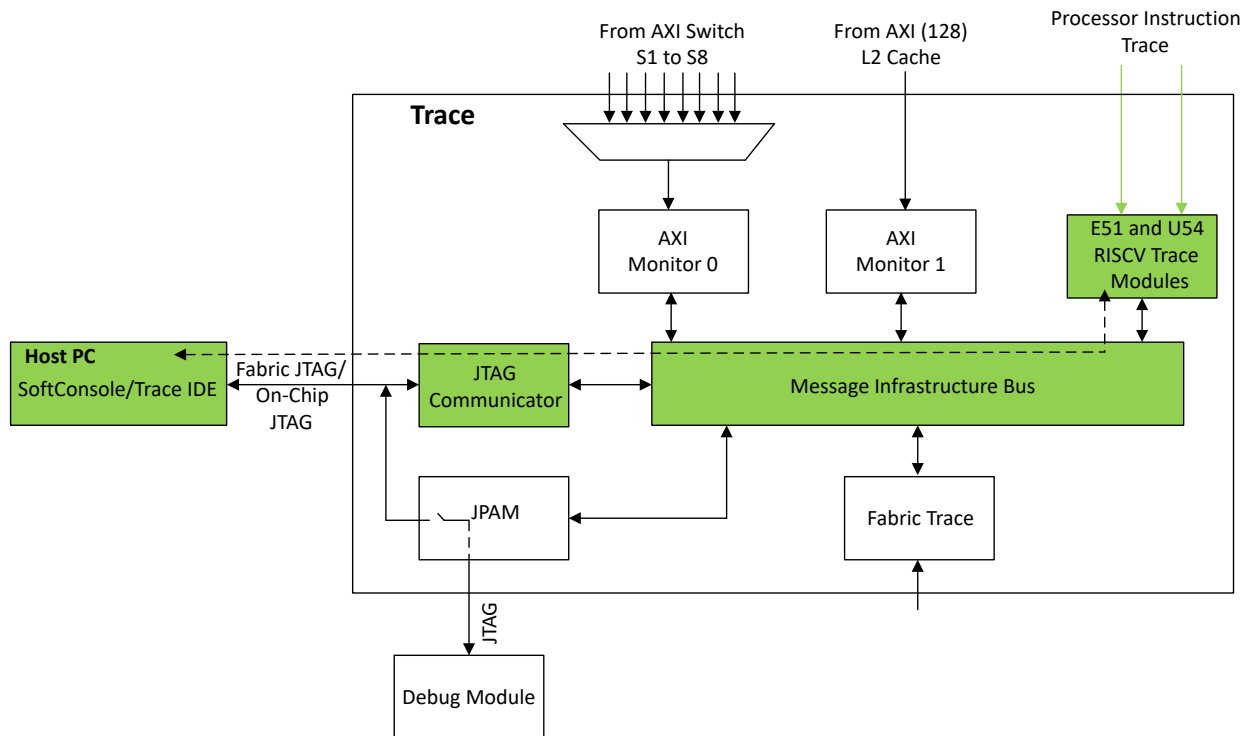 From AXI Switch
S1 to S8
From AXI (128)
L2 Cache
Processor Instruction
Trace
Trace
AXI
Monitor 0
AXI
Monitor 1
E51 and U54
RISCV Trace
Modules
Host PC
SoftConsole/Trace IDE
Fabric JTAG/
On-Chip
JTAG
JTAG
Communicator
Message Infrastructure Bus
JPAM
Fabric Trace
JTAG
Debug Module